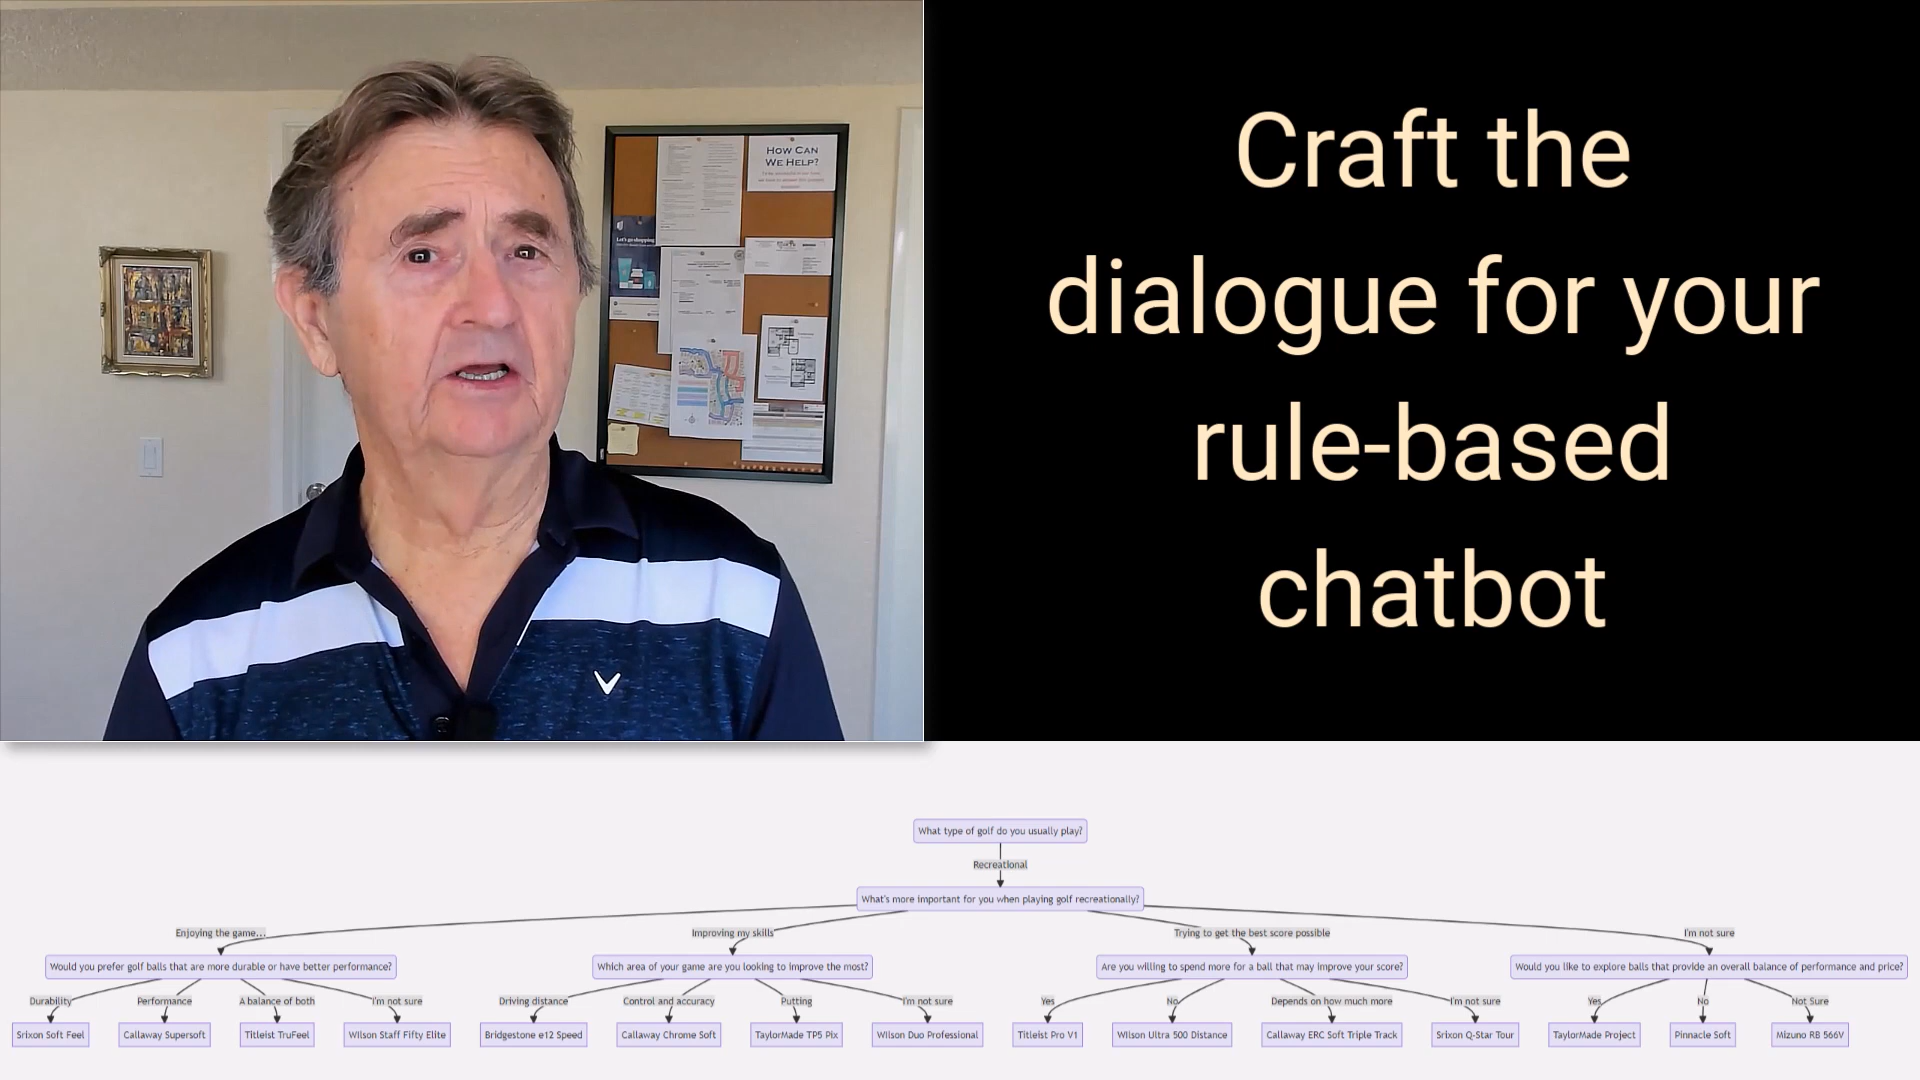 HOW CAN
WE HELP?
Let's go shopping
Craft the
dialogue for your
rule-based
chatbot
What type of golf do you usually play?
Recreational
What's more important for you when playing golf recreationally?
Enjoying the game...
Improving my skills
Trying to get the best score possible
I'm not sure
Would you prefer golf balls that are more durable or have better performance?
Which area of your game are you looking to improve the most?
Are you willing to spend more for a ball that may improve your score?
Would you like to explore balls that provide an overall balance of performance and price?
Durability
Performance
A balance of both
I'm not sure
Driving distance
Control and accuracy
Putting
I'm not sure
Yes
No
Depends on how much more
I'm not sure
Yes
No
Not Sure
Srixon Soft Feel
Callaway Supersoft
Titleist TruFeel
Wilson Staff Fifty Elite
Bridgestone e12 Speed
Callaway Chrome Soft
TaylorMade TP5 Pix
Wilson Duo Professional
Titleist Pro V1
Wilson Ultra 500 Distance
Callaway ERC Soft Triple Track
Srixon Q-Star Tour
TaylorMade Project
Pinnacle Soft
Mizuno RB 566V